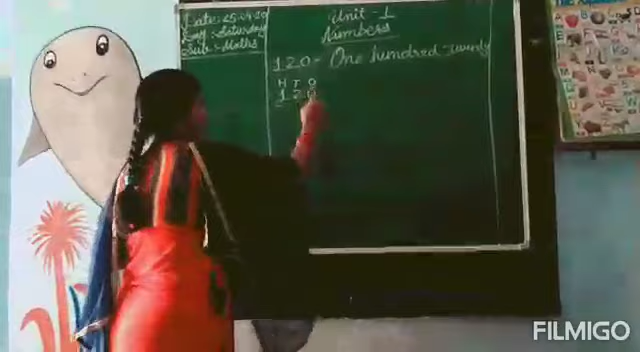 Date:- 25.04.20
Day :- Saturday
Sub :- Maths
Unit -1
Numbers
120- One hundred twenty
H T O
1 2 0
FILMIGO